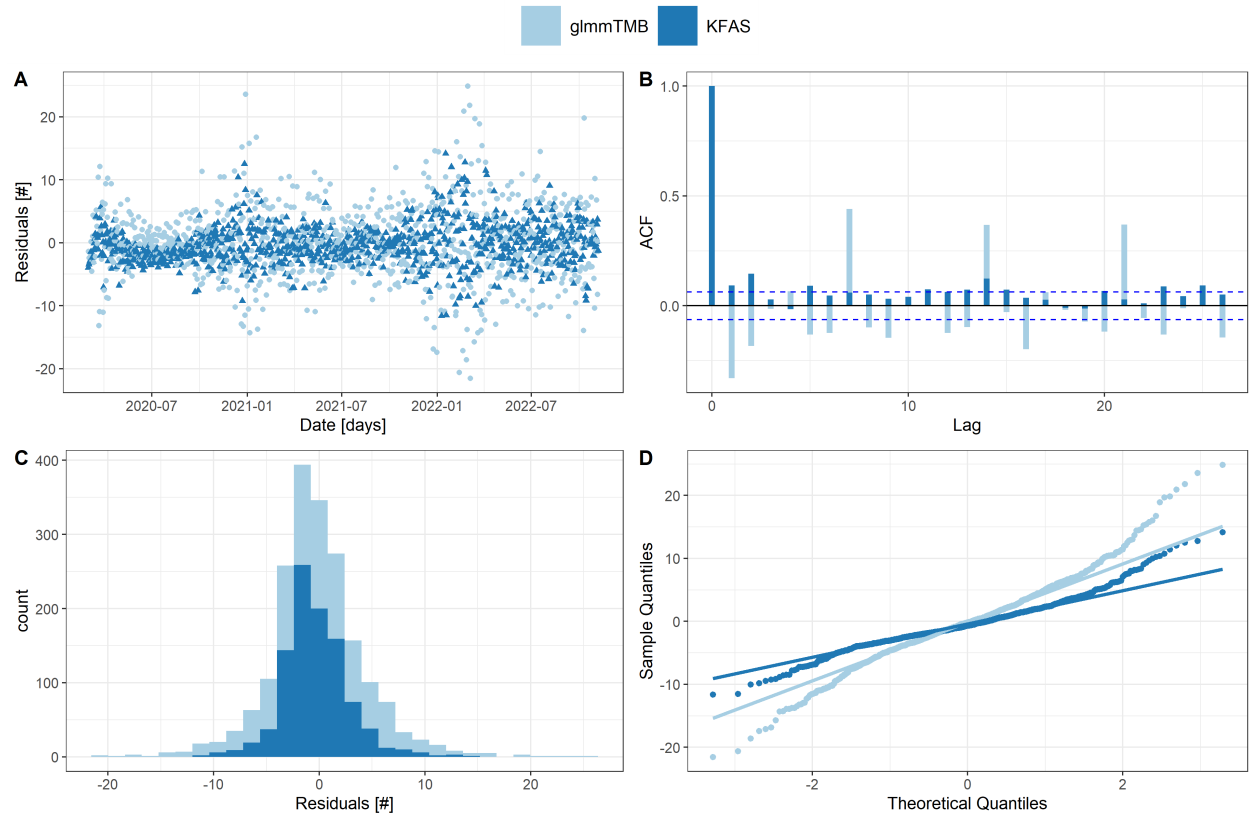 glmmTMB KFAS
A
20
10
0
-10
-20
Residuals [#]
2020-07 2021-01 2021-07 2022-01 2022-07
Date [days]
B
1.0
0.5
0.0
ACF
0 10 20
Lag
C
400
300
200
100
0
count
-20 -10 0 10 20
Residuals [#]
D
20
10
0
-10
-20
Sample Quantiles
-2 0 2
Theoretical Quantiles